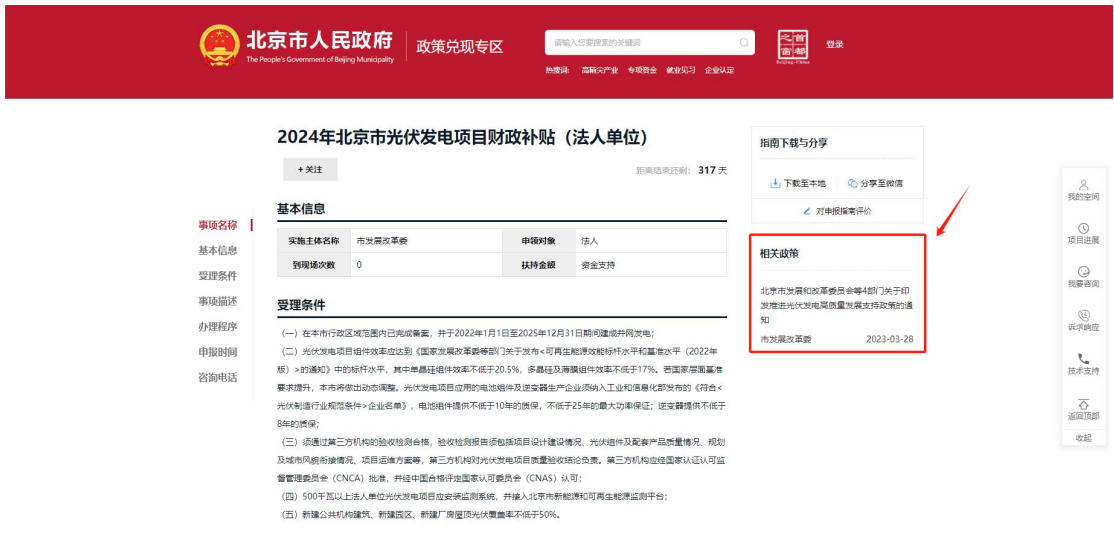 北京市人民政府
The People's Government of Beijing Municipality
政策兑现专区
请输入您要搜索的关键词
热搜词: 高精尖产业 专项资金 就业见习 企业认定
首都之窗
Beijing-China
登录
2024年北京市光伏发电项目财政补贴（法人单位）
+ 关注
距离结束还剩: 317 天
事项名称
基本信息
受理条件
事项描述
办理程序
申报时间
咨询电话
基本信息
实施主体名称 市发展改革委 申领对象 法人
到现场次数 0 扶持金额 资金支持
受理条件
（一）在本市行政区域范围内已完成备案，并于2022年1月1日至2025年12月31日期间建成并网发电；
（二）光伏发电项目组件效率应达到《国家发展改革委等部门关于发布<可再生能源效能标杆水平和基准水平（2022年
版）>的通知》中的标杆水平，其中单晶硅组件效率不低于20.5%，多晶硅及薄膜组件效率不低于17%。若国家层面基准
要求提升，本市将做出动态调整。光伏发电项目应用的电池组件及逆变器生产企业须纳入工业和信息化部发布的《符合<
光伏制造行业规范条件>企业名单》，电池组件提供不低于10年的质保，不低于25年的最大功率保证；逆变器提供不低于
8年的质保；
（三）须通过第三方机构的验收检测合格，验收检测报告须包括项目设计建设情况、光伏组件及配套产品质量情况、规划
及城市风貌衔接情况、项目运维方案等，第三方机构对光伏发电项目质量验收结论负责。第三方机构应经国家认证认可监
督管理委员会（CNCA）批准，并经中国合格评定国家认可委员会（CNAS）认可；
（四）500千瓦以上法人单位光伏发电项目应安装监测系统，并接入北京市新能源和可再生能源监测平台；
（五）新建公共机构建筑、新建园区、新建厂房屋顶光伏覆盖率不低于50%。
指南下载与分享
下载至本地 分享至微信
对申报指南评价
相关政策
北京市发展和改革委员会等4部门关于印
发推进光伏发电高质量发展支持政策的通
知
市发展改革委 2023-03-28
我的空间
项目进展
我要咨询
诉求响应
技术支持
返回顶部
收起